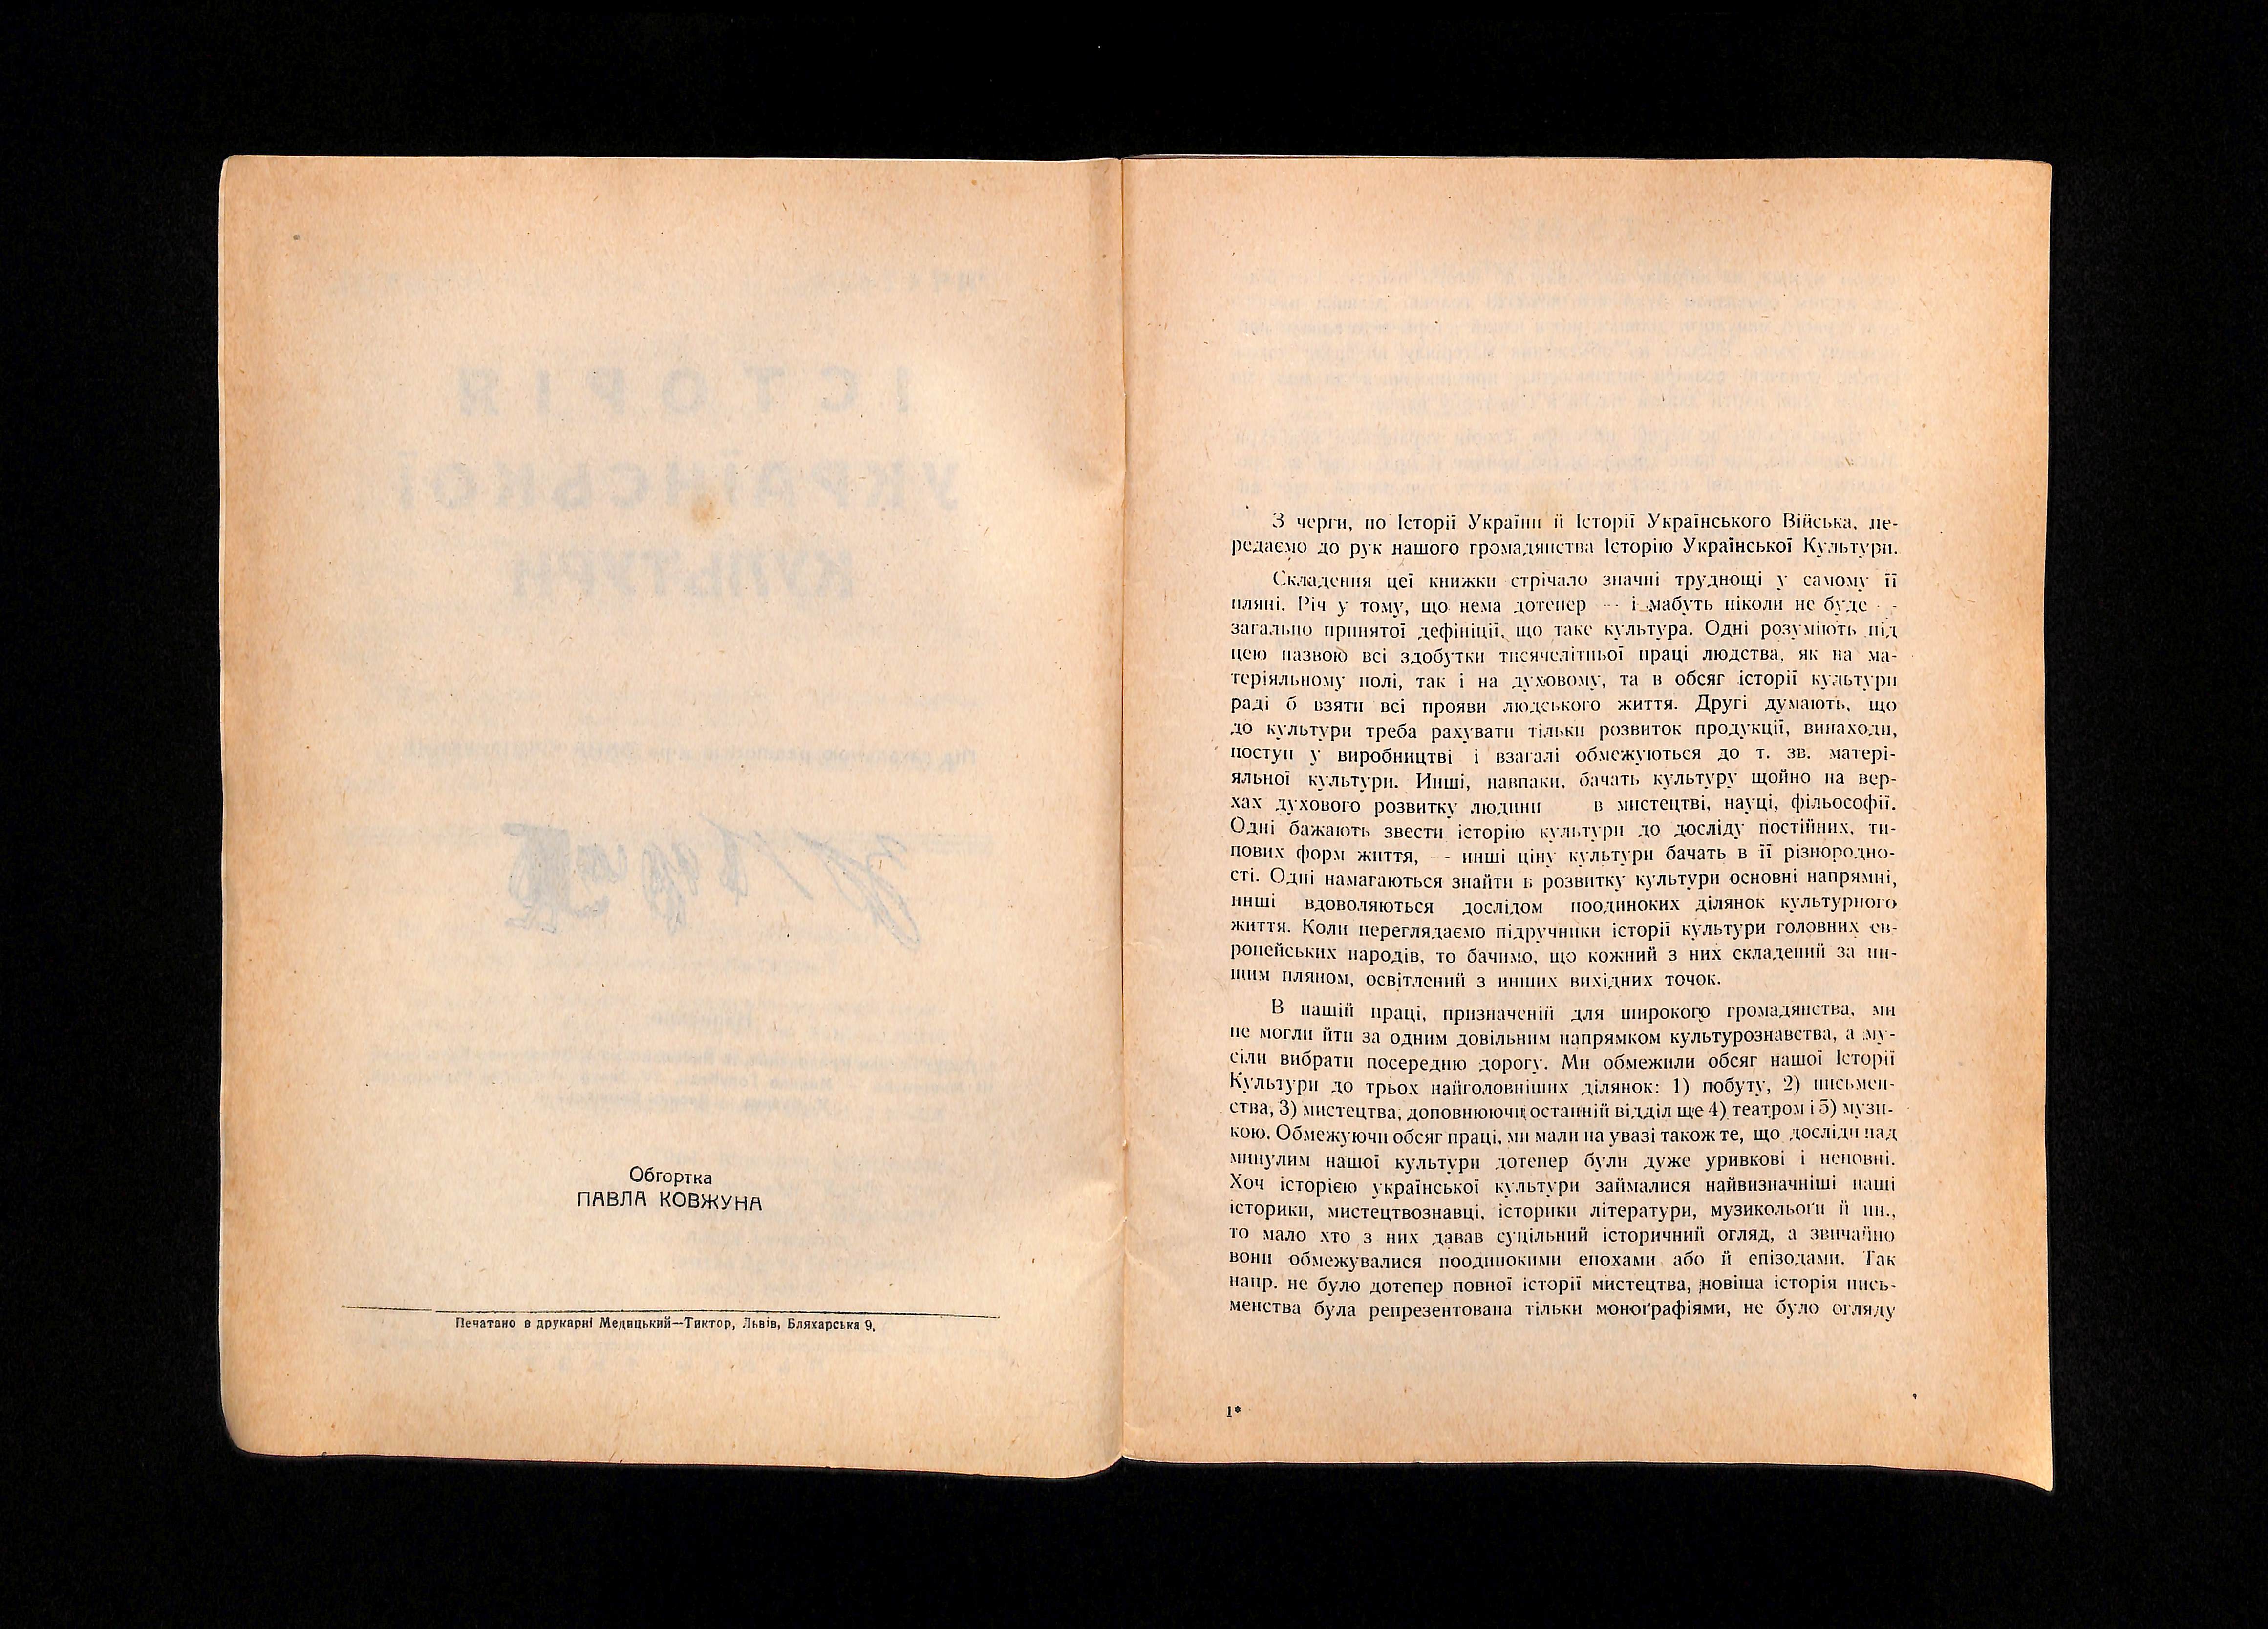 Обгортка
ПАВЛА КОВЖУНА
Печатано в друкарні Медицький—Тиктор, Львів, Бляхарська 9.
З черги, по Історії України й Історії Українського Війська, пе-
редаємо до рук нашого громадянства Історію Української Культури.
Складення цеї книжки стрічало значні труднощі у самому її
пляні. Річ у тому, що нема дотепер — і мабуть ніколи не буде —
загально принятої дефініції, що таке культура. Одні розуміють під
цею назвою всі здобутки тисячелітньої праці людства, як на ма-
теріяльному полі, так і на духовому, та в обсяг історії культури
раді б взяти всі прояви людського життя. Другі думають, що
до культури треба рахувати тільки розвиток продукції, винаходи,
поступ у виробництві і взагалі обмежуються до т. зв. матері-
яльної культури. Инші, навпаки, бачать культуру щойно на вер-
хах духового розвитку людини в мистецтві, науці, фільософії.
Одні бажають звести історію культури до досліду постійних, ти-
пових форм життя, — инші ціну культури бачать в її різнородно-
сті. Одні намагаються знайти в розвитку культури основні напрямні,
инші вдоволяються дослідом поодиноких ділянок культурного
життя. Коли переглядаємо підручники історії культури головних ев-
ропейських народів, то бачимо, що кожний з них складений за ин-
шим пляном, освітлений з инших вихідних точок.
В нашій праці, призначеній для широкого громадянства, ми
не могли йти за одним довільним напрямком культурознавства, а му-
сіли вибрати посередню дорогу. Ми обмежили обсяг нашої Історії
Культури до трьох найголовніших ділянок: 1) побуту, 2) письмен-
ства, 3) мистецтва, доповнюючи останній відділ ще 4) театром і 5) музи-
кою. Обмежуючи обсяг праці, ми мали на увазі також те, що досліди над
минулим нашої культури дотепер були дуже уривкові і неповні.
Хоч історією української культури займалися найвизначніші наші
історики, мистецтвознавці, історики літератури, музикольоґи й ин.,
то мало хто з них давав суцільний історичний огляд, а звичайно
вони обмежувалися поодинокими епохами або й епізодами. Так
напр. не було дотепер повної історії мистецтва, новіша історія пись-
менства була репрезентована тільки моноґрафіями, не було огляду
1*